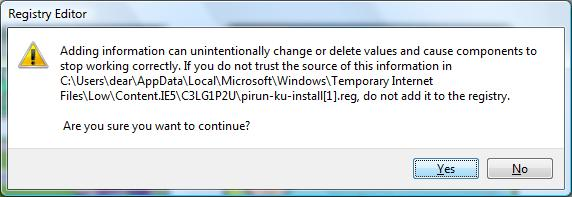 Registry Editor
Adding information can unintentionally change or delete values and cause components to
stop working correctly. If you do not trust the source of this information in
C:\Users\dear\AppData\Local\Microsoft\Windows\Temporary Internet
Files\Low\Content.IE5\C3LG1P2U\pirun-ku-install[1].reg, do not add it to the registry.
Are you sure you want to continue?
Yes
No